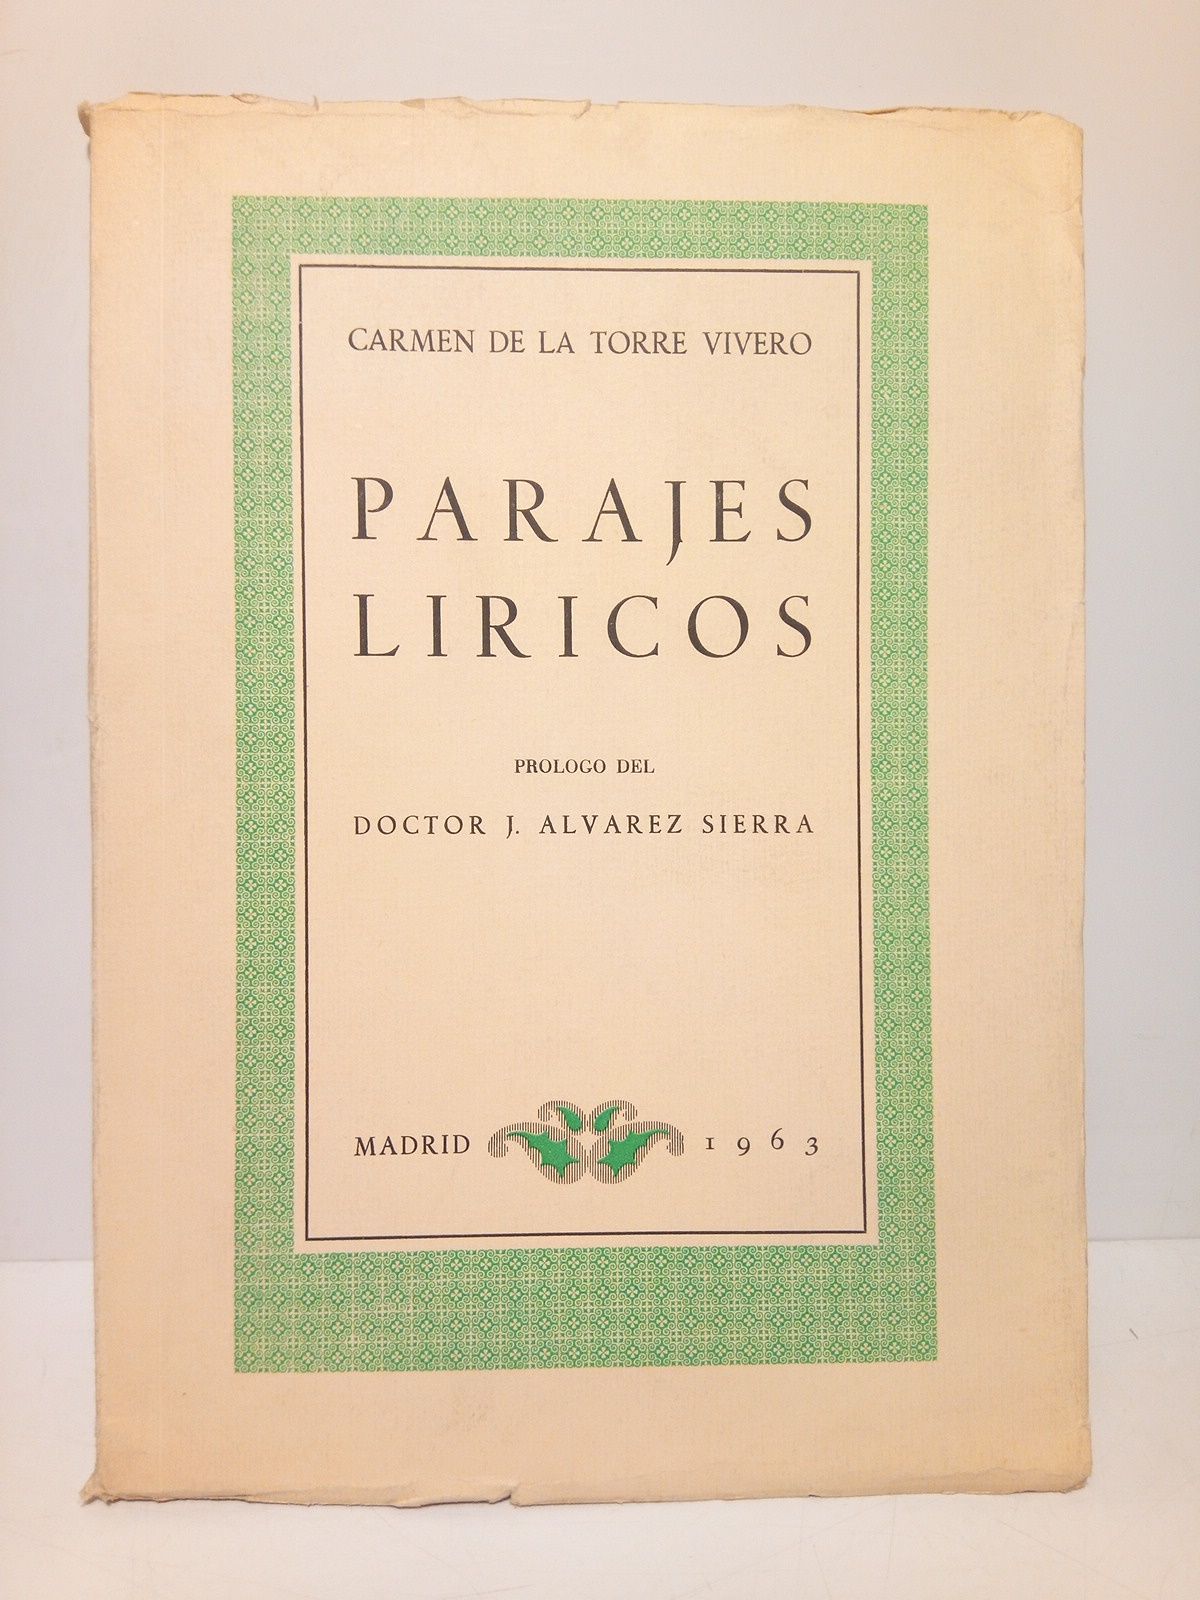 CARMEN DE LA TORRE VIVERO
PARAJES
LIRICOS
PROLOGO DEL
DOCTOR J. ALVAREZ SIERRA
MADRID 1963